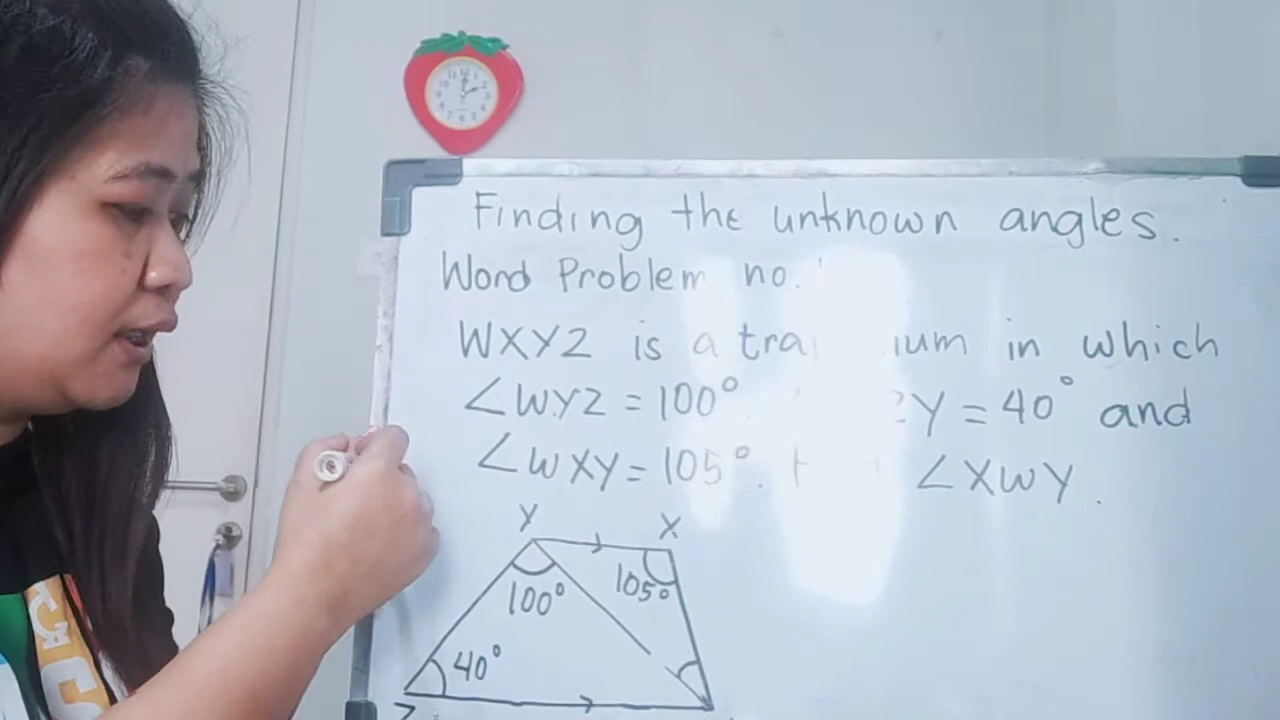 Finding the unknown angles.
Word Problem no.
WXYZ is a tra ium in which
∠WYZ = 100° ZY = 40° and
∠WXY = 105°. ∠XWY.
Y X
100° 105°
40°
Z